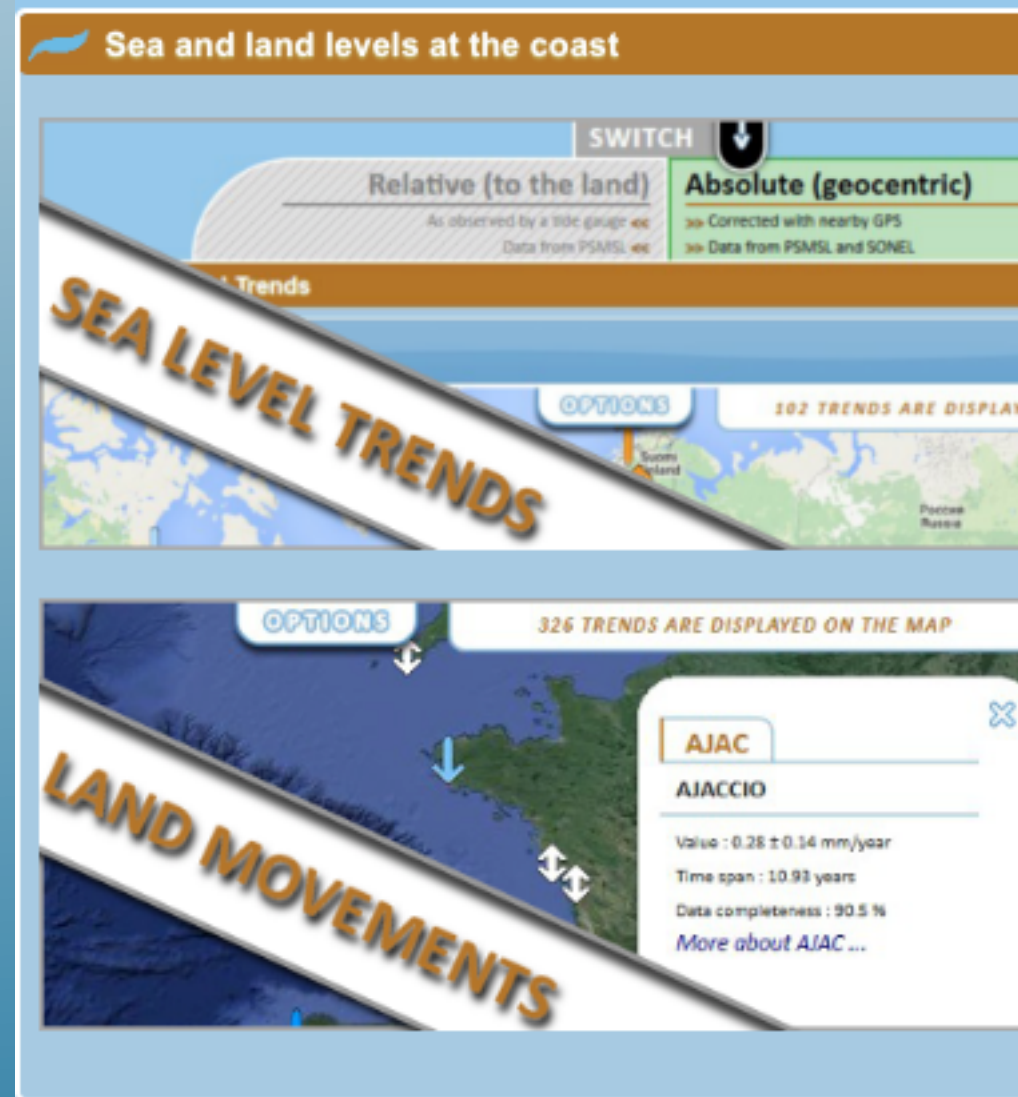 Sea and land levels at the coast
SWITCH
Relative (to the land)
As observed by a tide gauge <<
Data from PSMSL <<
Absolute (geocentric)
>> Corrected with nearby GPS
>> Data from PSMSL and SONEL
Trends
SEA LEVEL TRENDS
OPTIONS
102 TRENDS ARE DISPLAY
Suomi
Finland
Россия
Russia
OPTIONS
326 TRENDS ARE DISPLAYED ON THE MAP
LAND MOVEMENTS
AJAC
AJACCIO
Value : 0.28 ± 0.14 mm/year
Time span : 10.93 years
Data completeness : 90.5 %
More about AJAC ...